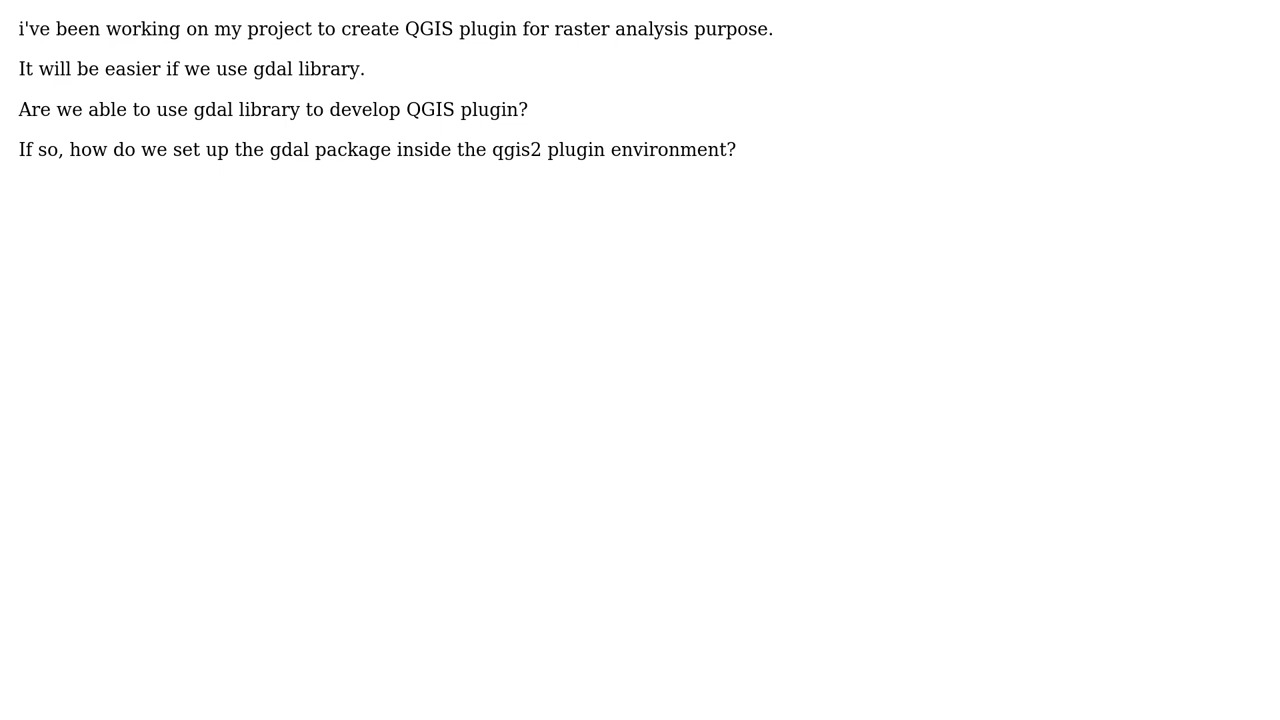 i've been working on my project to create QGIS plugin for raster analysis purpose.
It will be easier if we use gdal library.
Are we able to use gdal library to develop QGIS plugin?
If so, how do we set up the gdal package inside the qgis2 plugin environment?